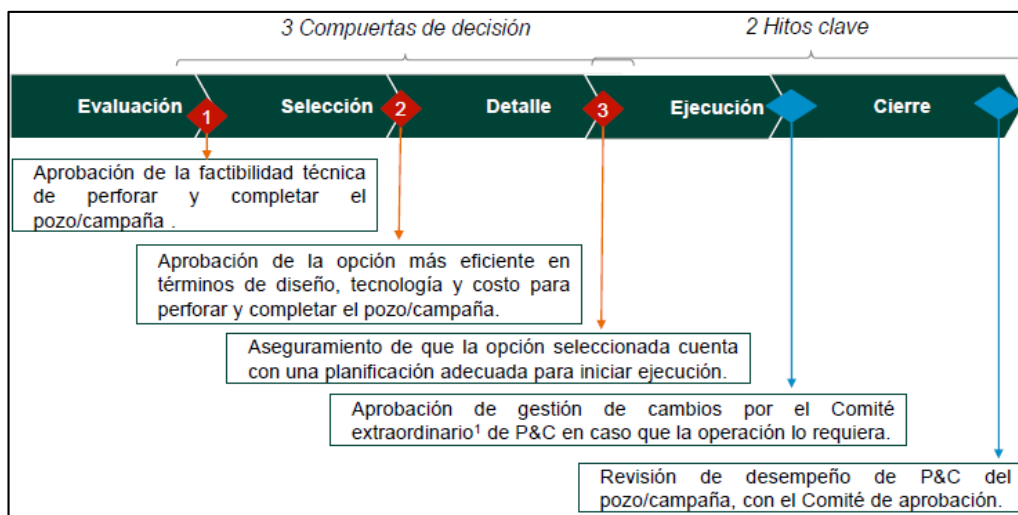 3 Compuertas de decisión
2 Hitos clave
Evaluación
1
Selección
2
Detalle
3
Ejecución
Cierre
Aprobación de la factibilidad técnica
de perforar y completar el
pozo/campaña .
Aprobación de la opción más eficiente en
términos de diseño, tecnología y costo para
perforar y completar el pozo/campaña.
Aseguramiento de que la opción seleccionada cuenta
con una planificación adecuada para iniciar ejecución.
Aprobación de gestión de cambios por el Comité
extraordinario¹ de P&C en caso que la operación lo requiera.
Revisión de desempeño de P&C del
pozo/campaña, con el Comité de aprobación.